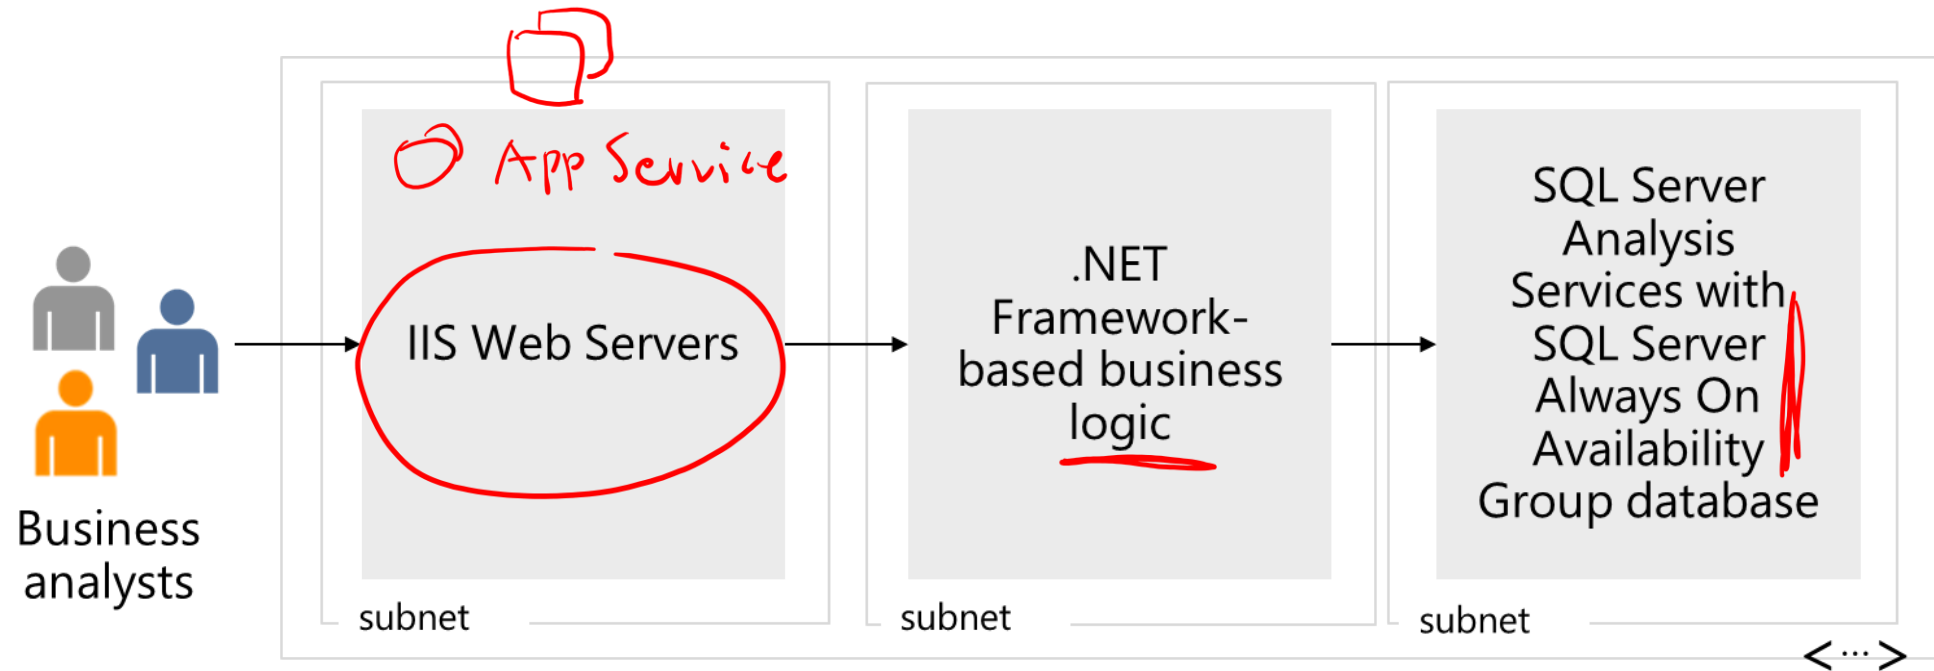 App Service
IIS Web Servers
.NET
Framework-
based business
logic
SQL Server
Analysis
Services with
SQL Server
Always On
Availability
Group database
Business
analysts
subnet
subnet
subnet
<···>